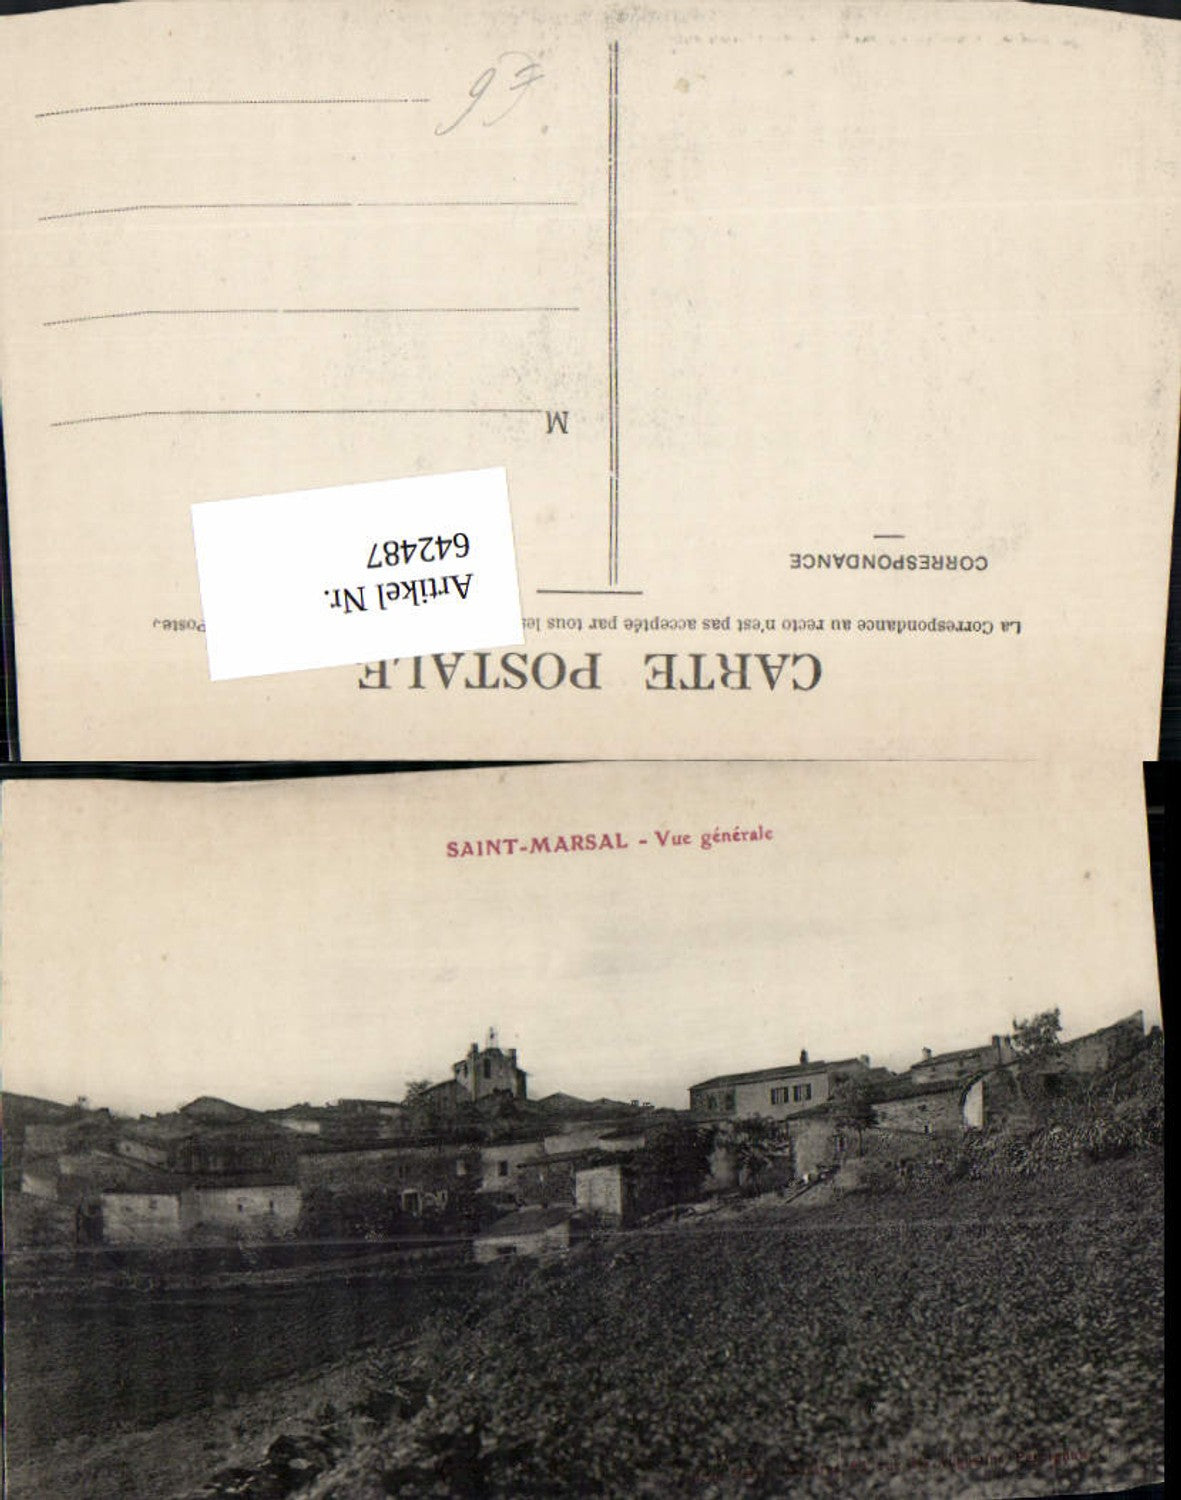 CARTE POSTALE
La Correspondance au recto n'est pas acceptée par tous les Poste
CORRESPONDANCE
Artikel Nr.
642487
M
SAINT-MARSAL - Vue générale